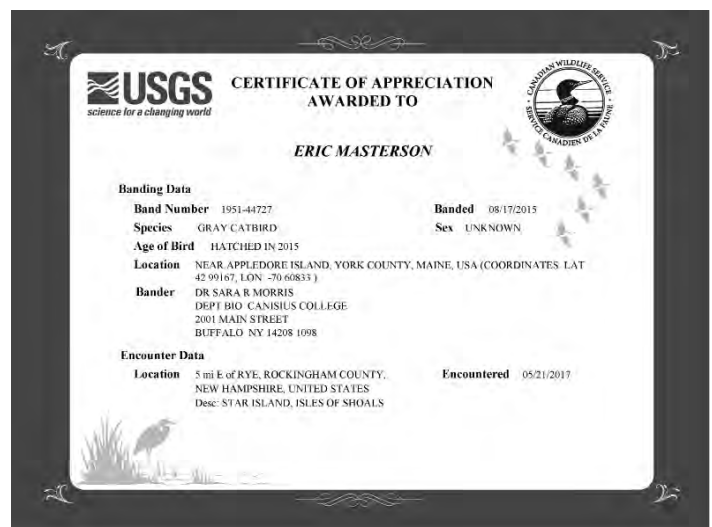 USGS
science for a changing world
CERTIFICATE OF APPRECIATION
AWARDED TO
CANADIAN WILDLIFE SERVICE
SERVICE CANADIEN DE LA FAUNE
ERIC MASTERSON
Banding Data
Band Number 1951-44727 Banded 08/17/2015
Species GRAY CATBIRD Sex UNKNOWN
Age of Bird HATCHED IN 2015
Location NEAR APPLEDORE ISLAND, YORK COUNTY, MAINE, USA (COORDINATES LAT
42 99167, LON -70 60833 )
Bander DR SARA R MORRIS
DEPT BIO CANISIUS COLLEGE
2001 MAIN STREET
BUFFALO NY 14208 1098
Encounter Data
Location 5 mi E of RYE, ROCKINGHAM COUNTY, Encountered 05/21/2017
NEW HAMPSHIRE, UNITED STATES
Desc: STAR ISLAND, ISLES OF SHOALS